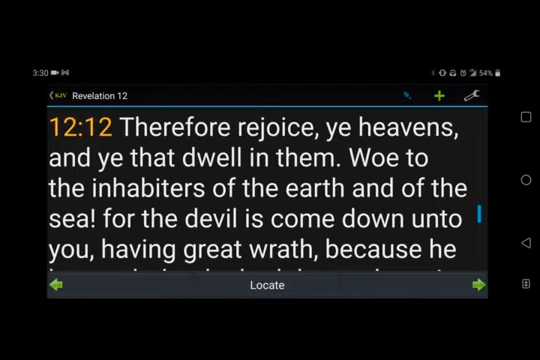 3:30
54%
KJV Revelation 12
12:12 Therefore rejoice, ye heavens,
and ye that dwell in them. Woe to
the inhabiters of the earth and of the
sea! for the devil is come down unto
you, having great wrath, because he
Locate